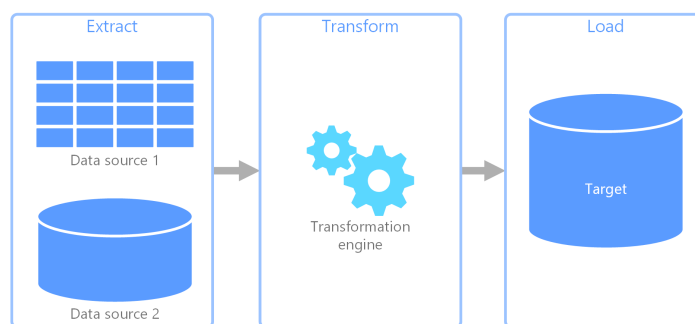 Extract
Transform
Load
Data source 1
Data source 2
Transformation
engine
Target